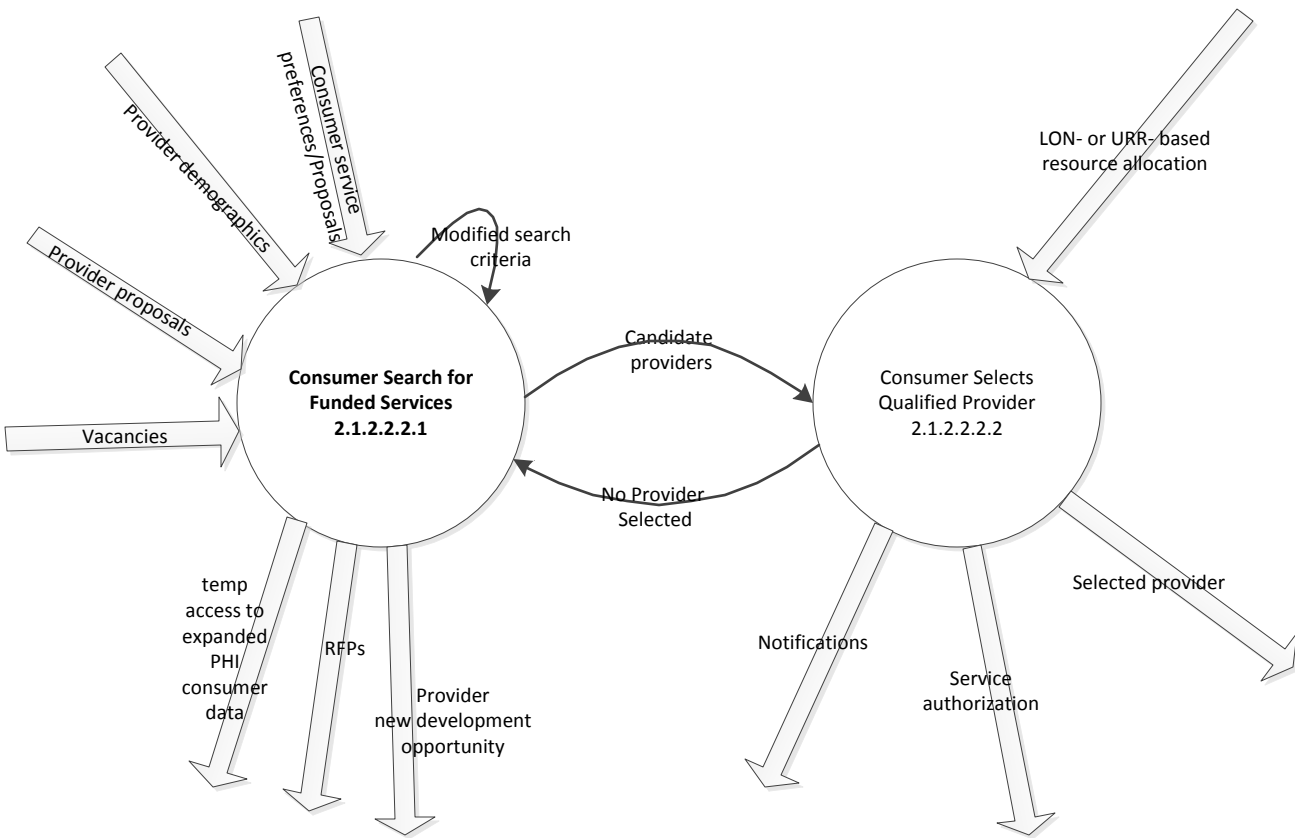 Consumer service
preferences/Proposals
Provider demographics
Provider proposals
Vacancies
Modified search
criteria
LON- or URR- based
resource allocation
Consumer Search for
Funded Services
2.1.2.2.2.1
Candidate
providers
Consumer Selects
Qualified Provider
2.1.2.2.2.2
No Provider
Selected
temp
access to
expanded
PHI
consumer
data
RFPs
Provider
new development
opportunity
Notifications
Service
authorization
Selected provider